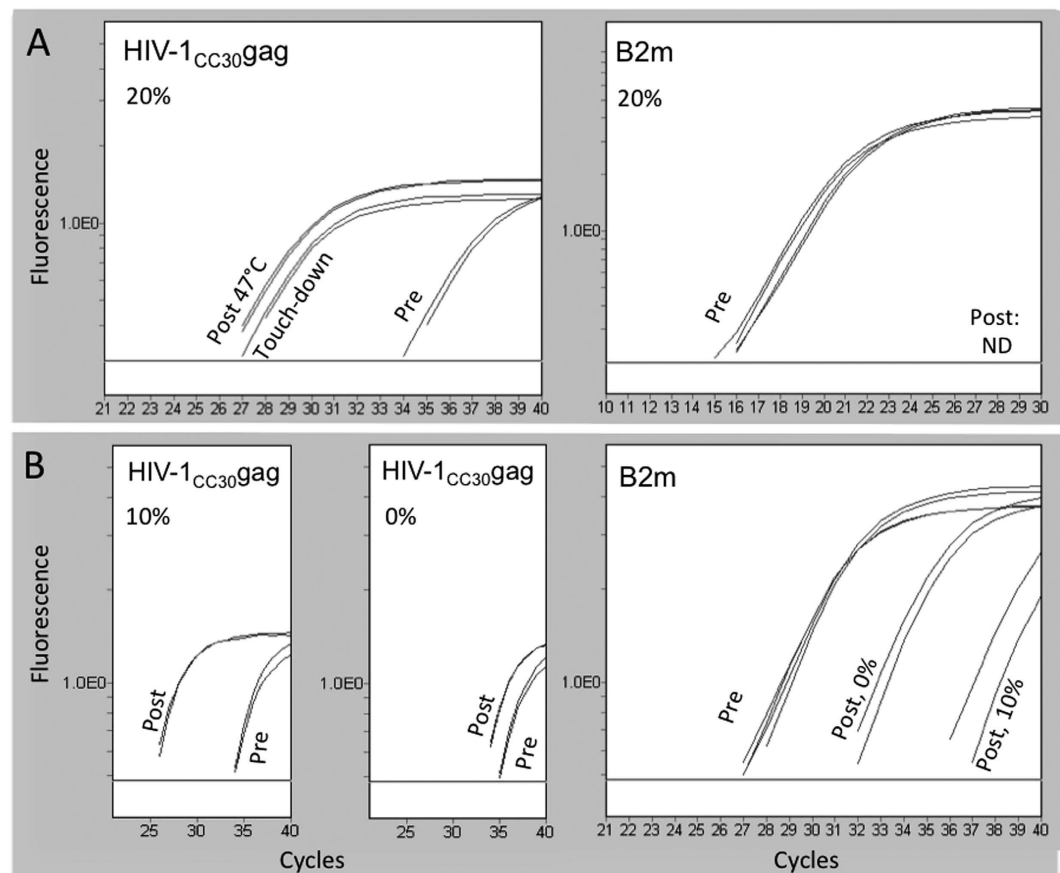 A
HIV-1CC30gag
20%
Fluorescence
1.0E0
Post 47°C
Touch-down
Pre
21 22 23 24 25 26 27 28 29 30 31 32 33 34 35 36 37 38 39 40
B2m
20%
1.0E0
Pre
Post:
ND
10 11 12 13 14 15 16 17 18 19 20 21 22 23 24 25 26 27 28 29 30
B
HIV-1CC30gag
10%
Fluorescence
1.0E0
Post
Pre
25 30 35 40
HIV-1CC30gag
0%
1.0E0
Post
Pre
25 30 35 40
Cycles
B2m
1.0E0
Pre
Post, 0%
Post, 10%
21 22 23 24 25 26 27 28 29 30 31 32 33 34 35 36 37 38 39 40
Cycles